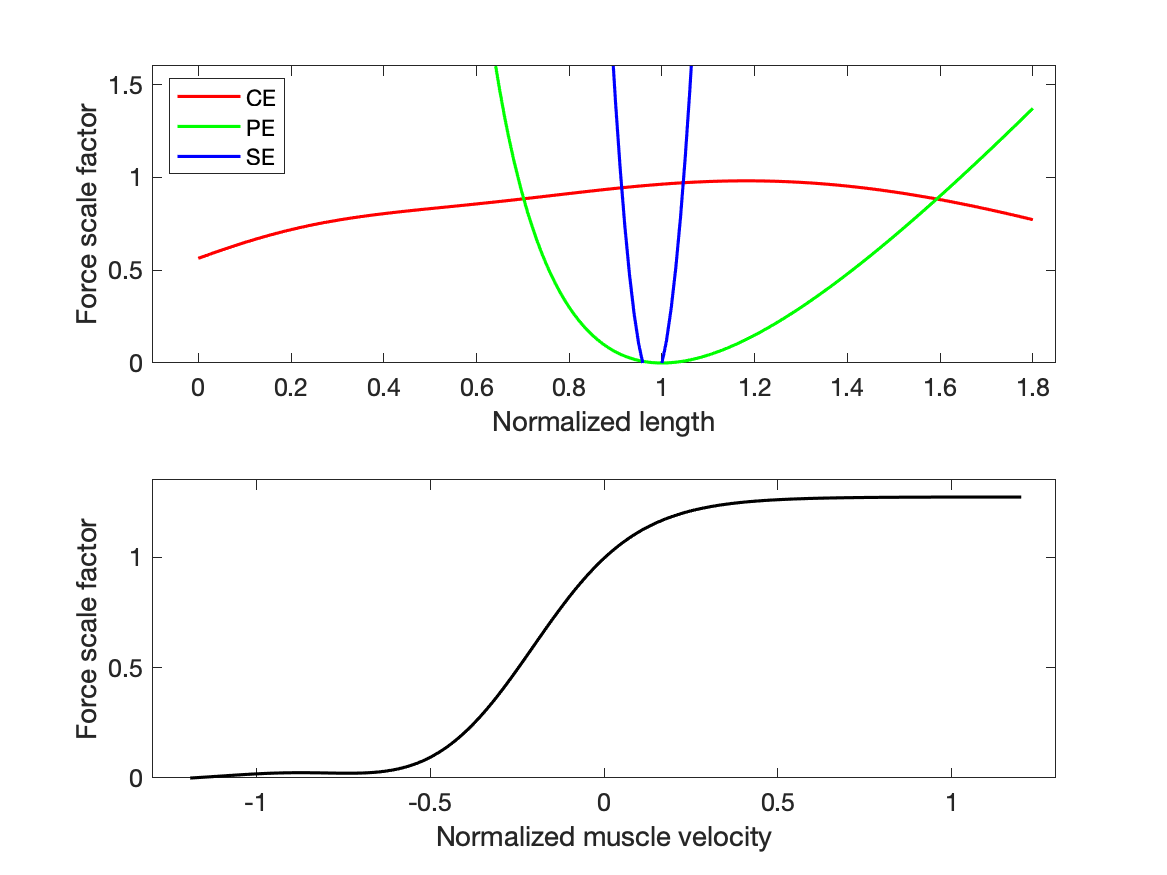 Force scale factor
1.5
1
0.5
0
CE
PE
SE
0 0.2 0.4 0.6 0.8 1 1.2 1.4 1.6 1.8
Normalized length
Force scale factor
1
0.5
0
-1 -0.5 0 0.5 1
Normalized muscle velocity